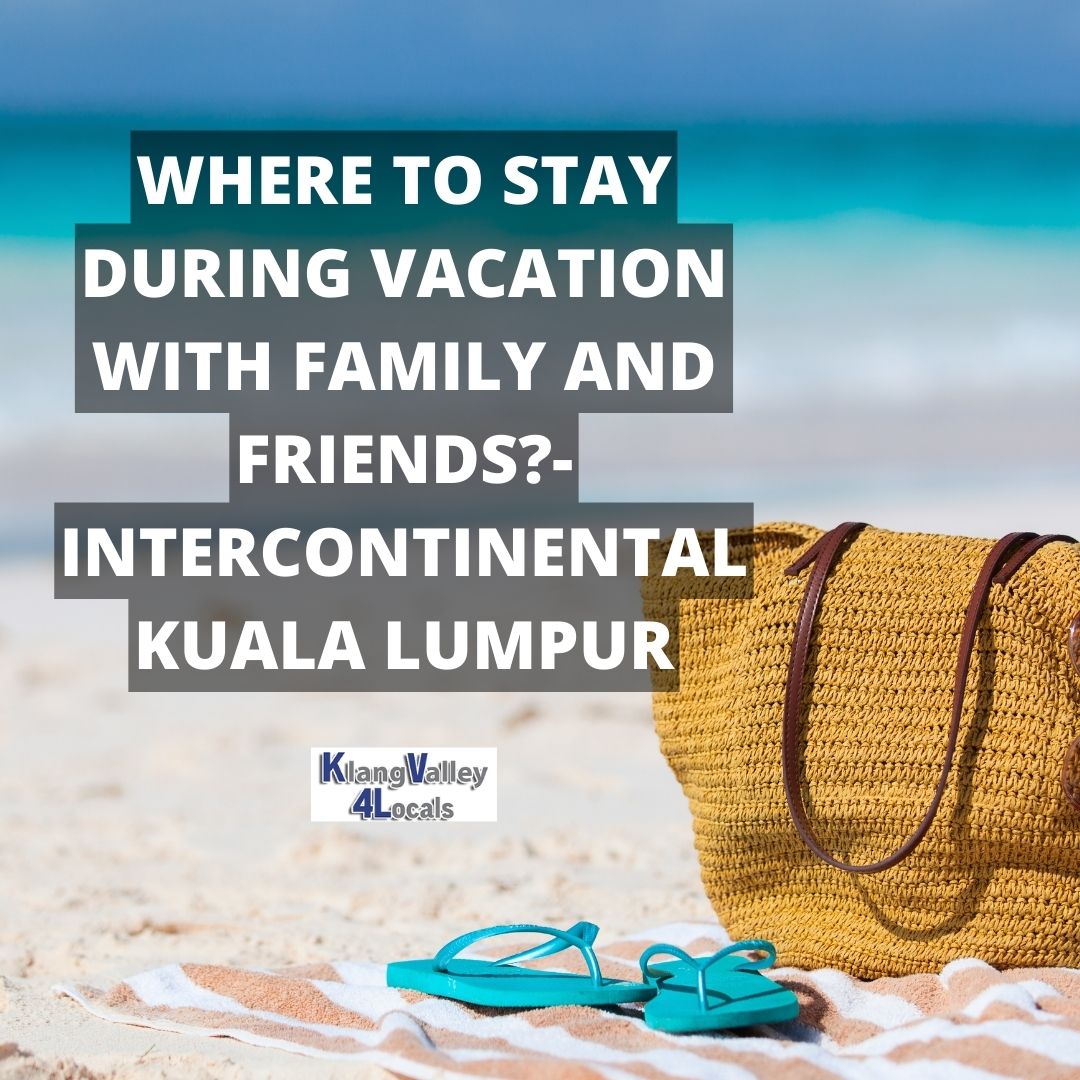 WHERE TO STAY
DURING VACATION
WITH FAMILY AND
FRIENDS?-
INTERCONTINENTAL
KUALA LUMPUR
KlangValley
4Locals